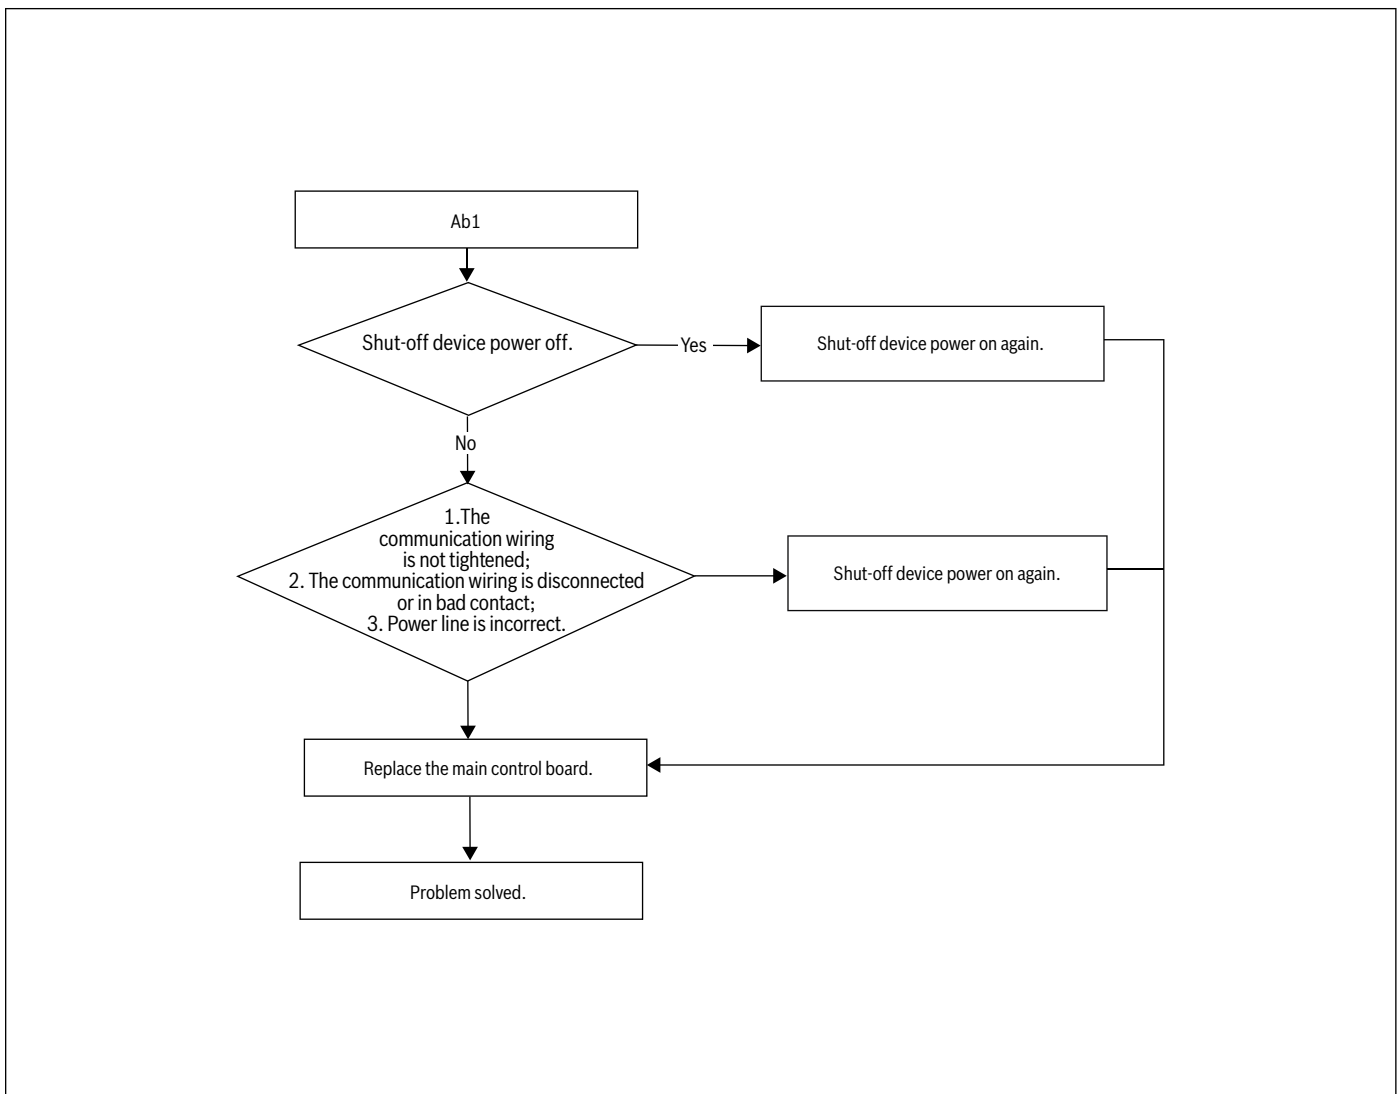 Ab1
Shut-off device power off.
Yes
Shut-off device power on again.
No
1.The
communication wiring
is not tightened;
2. The communication wiring is disconnected
or in bad contact;
3. Power line is incorrect.
Shut-off device power on again.
Replace the main control board.
Problem solved.